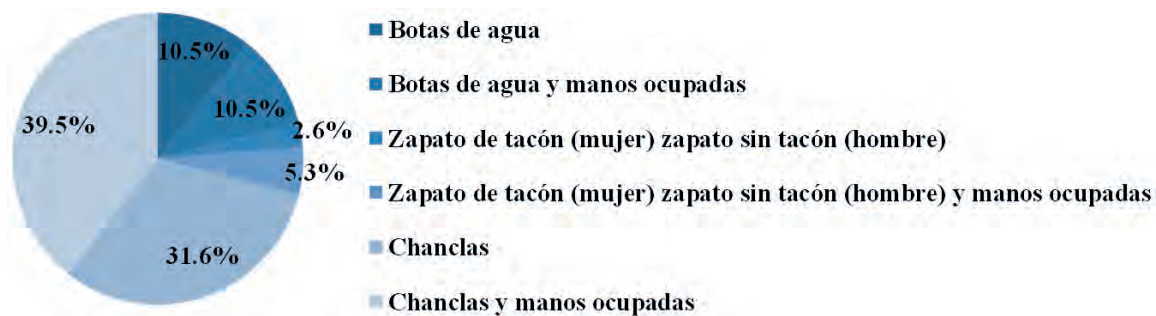 10.5%
10.5%
2.6%
5.3%
31.6%
39.5%
Botas de agua
Botas de agua y manos ocupadas
Zapato de tacón (mujer) zapato sin tacón (hombre)
Zapato de tacón (mujer) zapato sin tacón (hombre) y manos ocupadas
Chanclas
Chanclas y manos ocupadas